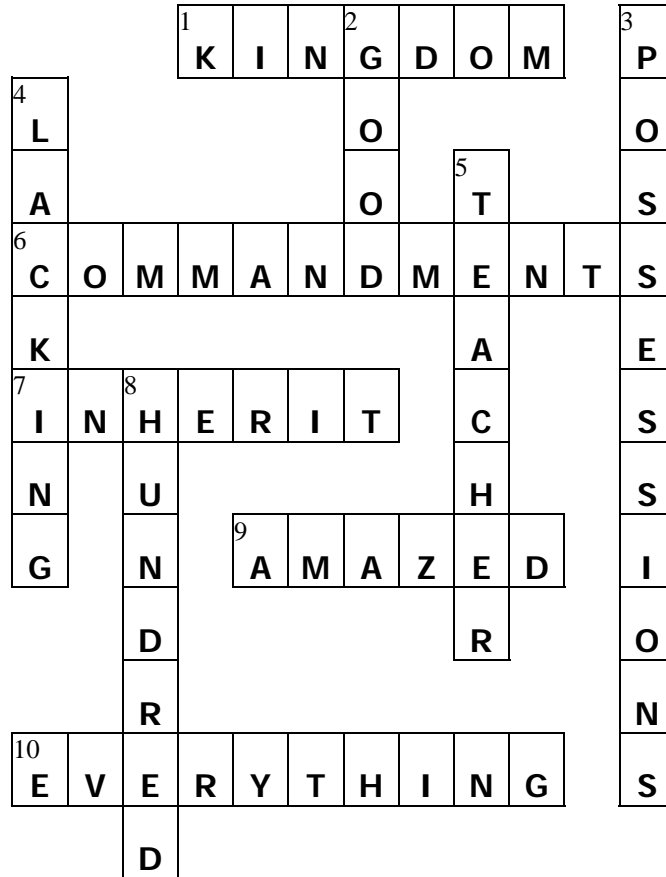 1 2 3
K I N G D O M P
4
L O O
5
A O T S
6
C O M M A N D M E N T S
K A E
7 8
I N H E R I T C S
N U H S
9
G N A M A Z E D I
D R O
R N
10
E V E R Y T H I N G S
D